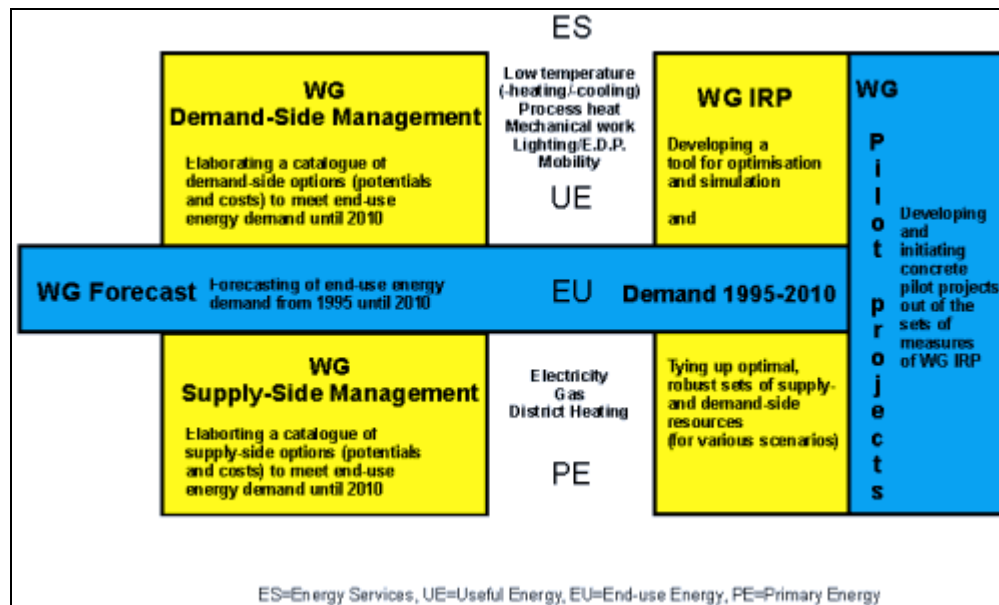 ES
WG
Demand-Side Management
Elaborating a catalogue of
demand-side options (potentials
and costs) to meet end-use
energy demand until 2010
Low temperature
(-heating/-cooling)
Process heat
Mechanical work
Lighting/E.D.P.
Mobility
UE
WG IRP
Developing a
tool for optimisation
and simulation
and
WG Forecast
Forecasting of end-use energy
demand from 1995 until 2010
EU
Demand 1995-2010
WG
Supply-Side Management
Elaborting a catalogue of
supply-side options (potentials
and costs) to meet end-use
energy demand until 2010
Electricity
Gas
District Heating
PE
Tying up optimal,
robust sets of supply-
and demand-side
resources
(for various scenarios)
WG
Pilot projects
Developing
and
initiating
concrete
pilot projects
out of the
sets of
measures
of WG IRP
ES=Energy Services, UE=Useful Energy, EU=End-use Energy, PE=Primary Energy